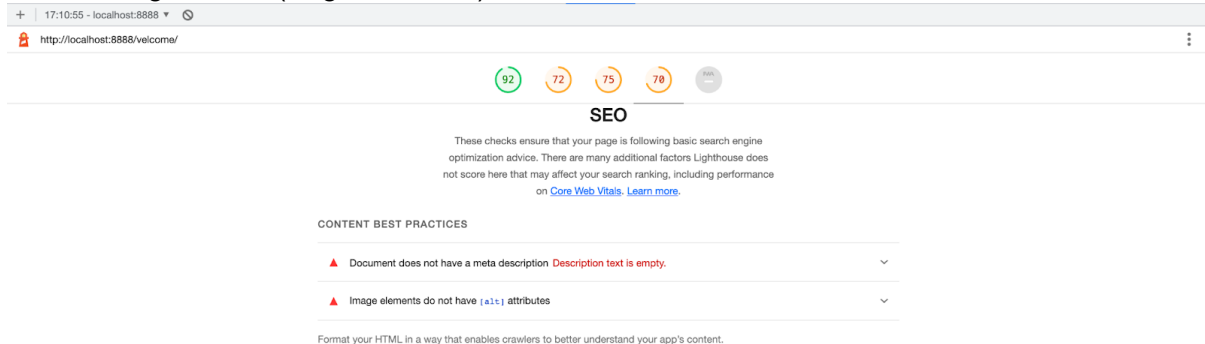 17:10:55 - localhost:8888
http://localhost:8888/velcome/
92 72 75 70 PWA
SEO
These checks ensure that your page is following basic search engine
optimization advice. There are many additional factors Lighthouse does
not score here that may affect your search ranking, including performance
on Core Web Vitals. Learn more.
CONTENT BEST PRACTICES
Document does not have a meta description Description text is empty.
Image elements do not have [alt] attributes
Format your HTML in a way that enables crawlers to better understand your app's content.